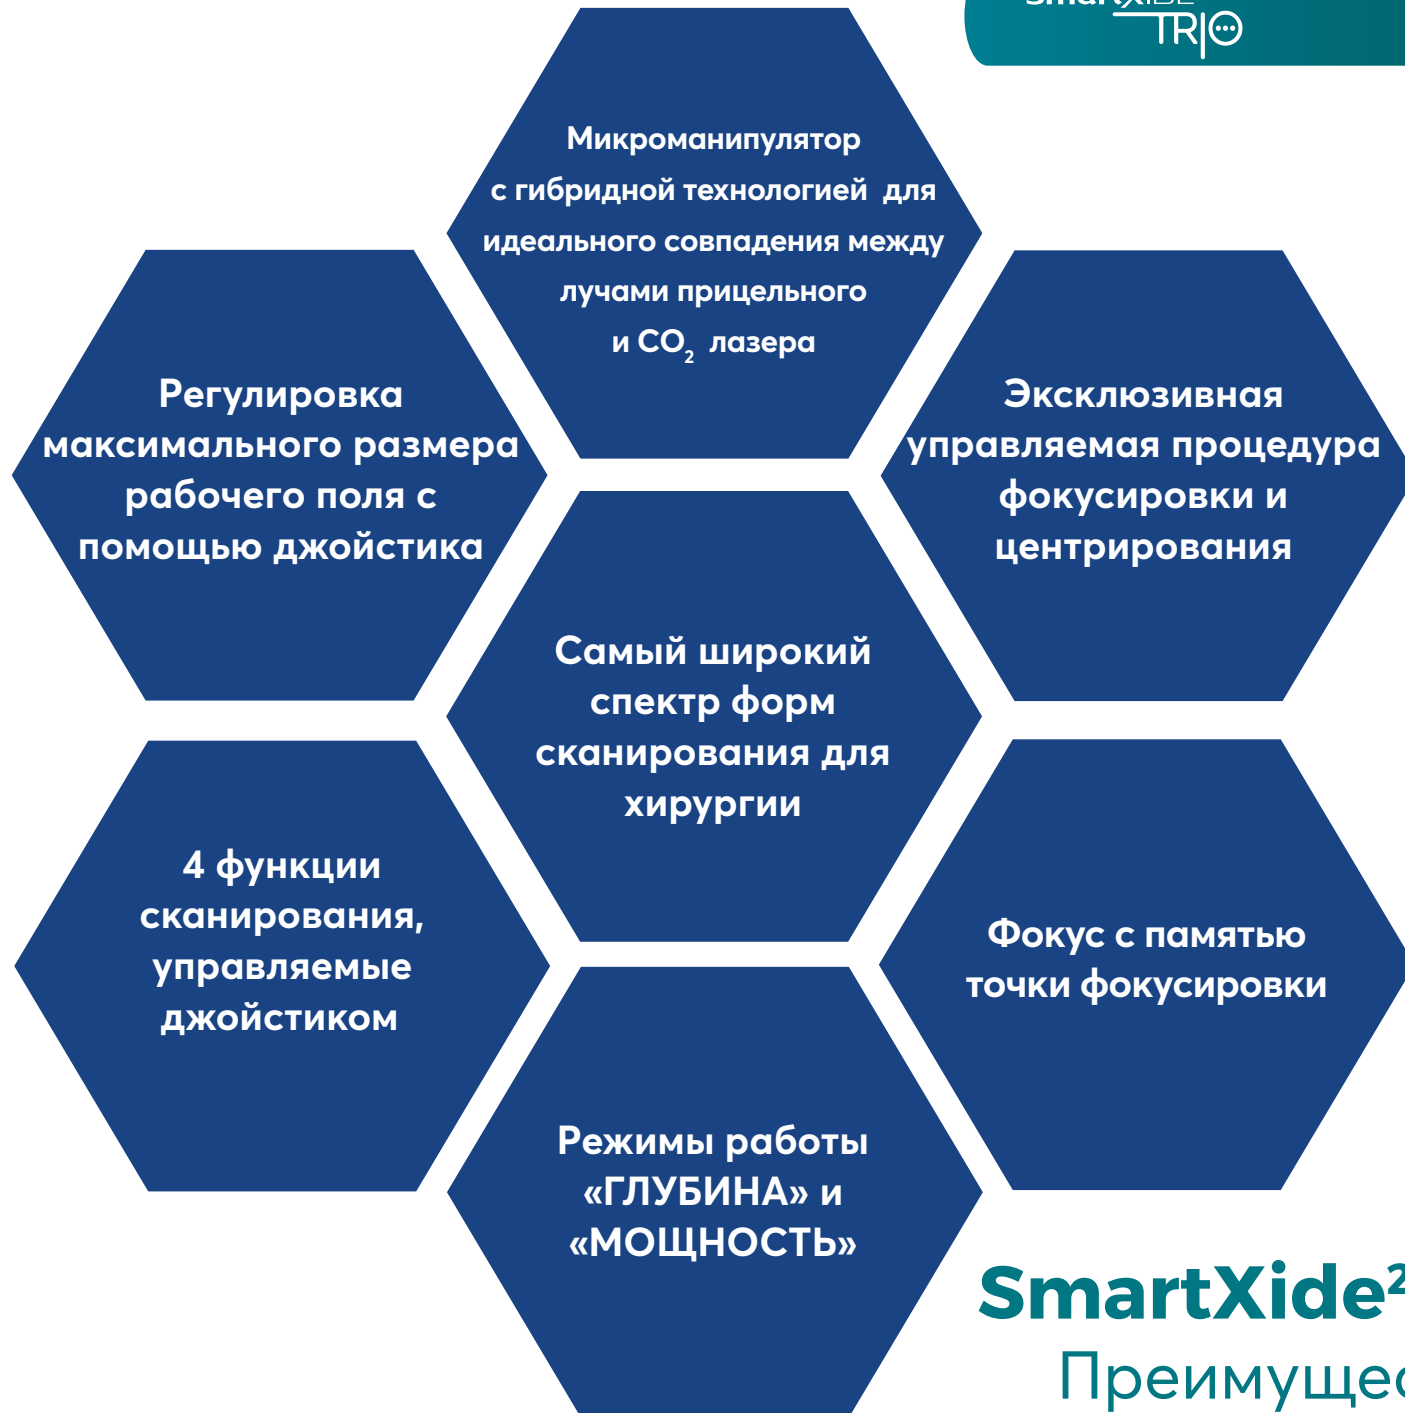 TRIO
Микроманипулятор
с гибридной технологией для
идеального совпадения между
лучами прицельного
и CO₂ лазера
Регулировка
максимального размера
рабочего поля с
помощью джойстика
Эксклюзивная
управляемая процедура
фокусировки и
центрирования
Самый широкий
спектр форм
сканирования для
хирургии
4 функции
сканирования,
управляемые
джойстиком
Фокус с памятью
точки фокусировки
Режимы работы
«ГЛУБИНА» и
«МОЩНОСТЬ»
SmartXide²